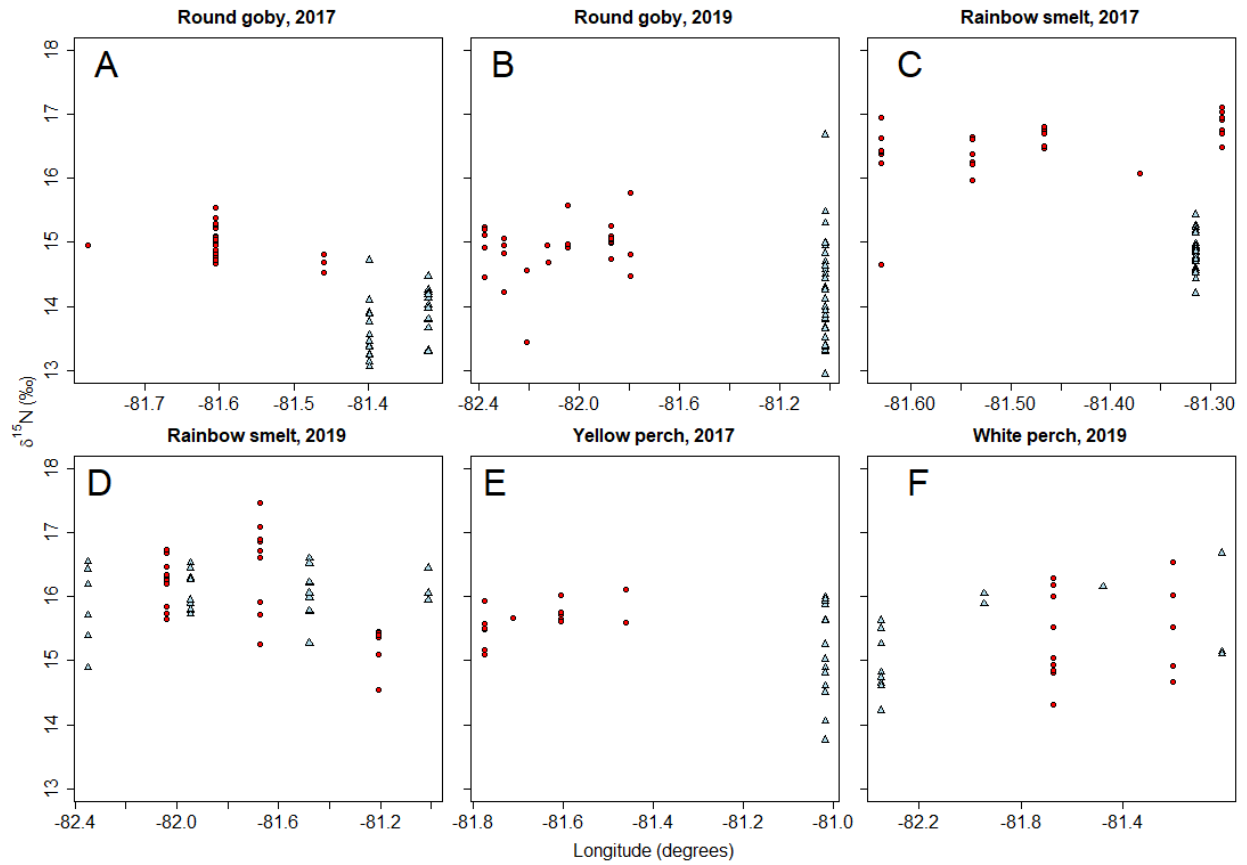 Round goby, 2017
Round goby, 2019
Rainbow smelt, 2017
A
B
C
18
17
16
15
14
13
-81.7 -81.6 -81.5 -81.4
-82.4 -82.0 -81.6 -81.2
-81.60 -81.50 -81.40 -81.30
δ15N (‰)
Rainbow smelt, 2019
Yellow perch, 2017
White perch, 2019
D
E
F
18
17
16
15
14
13
-82.4 -82.0 -81.6 -81.2
-81.8 -81.6 -81.4 -81.2 -81.0
-82.2 -81.8 -81.4
Longitude (degrees)